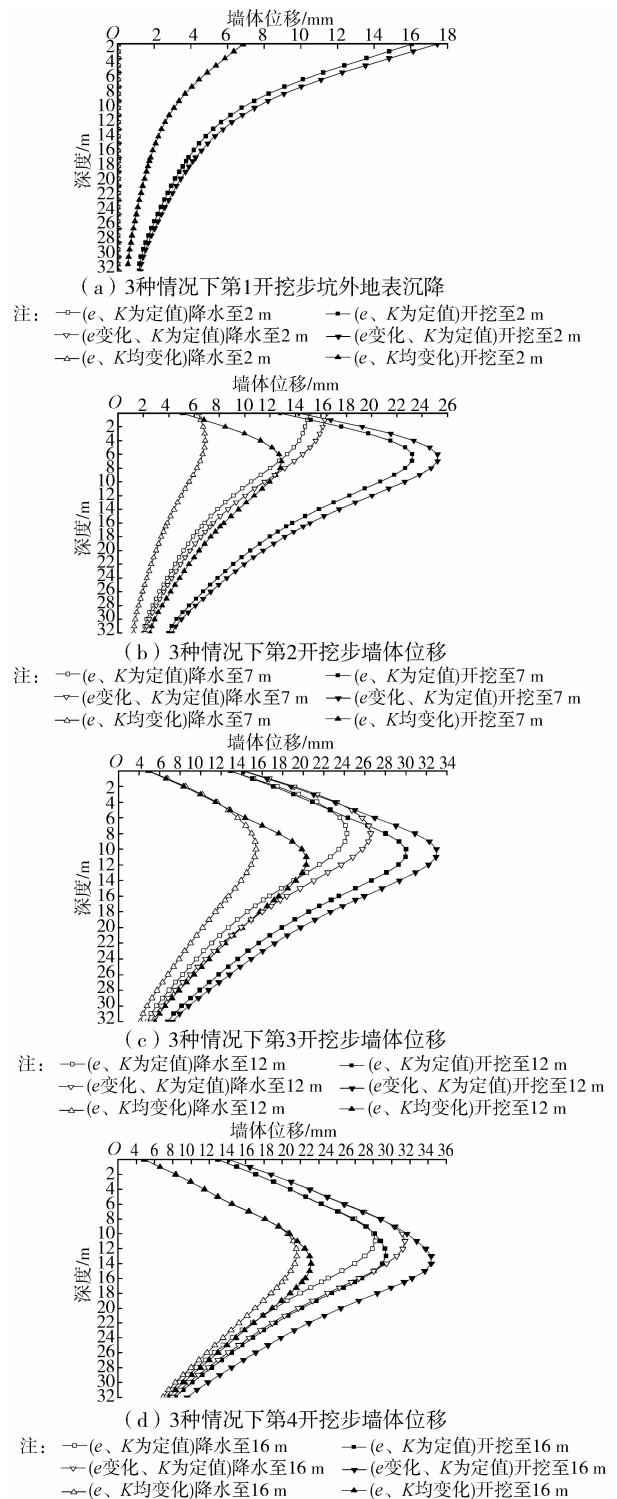 墙体位移/mm
O 2 4 6 8 10 12 14 16 18
2
4
6
8
10
12
14
16
18
20
22
24
26
28
30
32
深度/m
(a)3种情况下第1开挖步坑外地表沉降
注: (e、K为定值)降水至2 m (e、K为定值)开挖至2 m
(e变化、K为定值)降水至2 m (e变化、K为定值)开挖至2 m
(e、K均变化)降水至2 m (e、K均变化)开挖至2 m
墙体位移/mm
O 2 4 6 8 10 12 14 16 18 20 22 24 26
2
4
6
8
10
12
14
16
18
20
22
24
26
28
30
32
深度/m
(b)3种情况下第2开挖步墙体位移
注: (e、K为定值)降水至7 m (e、K为定值)开挖至7 m
(e变化、K为定值)降水至7 m (e变化、K为定值)开挖至7 m
(e、K均变化)降水至7 m (e、K均变化)开挖至7 m
墙体位移/mm
O 4 6 8 10 12 14 16 18 20 22 24 26 28 30 32 34
2
4
6
8
10
12
14
16
18
20
22
24
26
28
30
32
深度/m
(c)3种情况下第3开挖步墙体位移
注: (e、K为定值)降水至12 m (e、K为定值)开挖至12 m
(e变化、K为定值)降水至12 m (e变化、K为定值)开挖至12 m
(e、K均变化)降水至12 m (e、K均变化)开挖至12 m
墙体位移/mm
O 4 6 8 10 12 14 16 18 20 22 24 26 28 30 32 34 36
2
4
6
8
10
12
14
16
18
20
22
24
26
28
30
32
深度/m
(d)3种情况下第4开挖步墙体位移
注: (e、K为定值)降水至16 m (e、K为定值)开挖至16 m
(e变化、K为定值)降水至16 m (e变化、K为定值)开挖至16 m
(e、K均变化)降水至16 m (e、K均变化)开挖至16 m